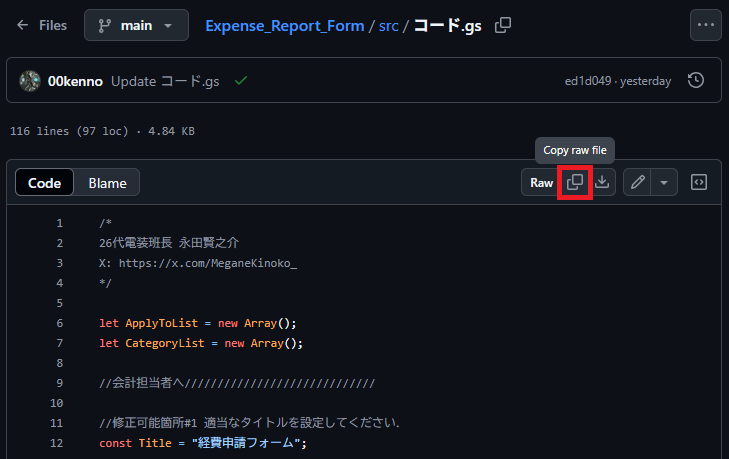 Files main Expense_Report_Form / src / コード.gs
00kenno Update コード.gs ed1d049 · yesterday
116 lines (97 loc) · 4.84 KB
Copy raw file
Code Blame Raw
1 /*
2 26代電装班長 永田賢之介
3 X: https://x.com/MeganeKinoko_
4 */
5
6 let ApplyToList = new Array();
7 let CategoryList = new Array();
8
9 //会計担当者へ/////////////////////////////
10
11 //修正可能箇所#1 適当なタイトルを設定してください.
12 const Title = "経費申請フォーム";